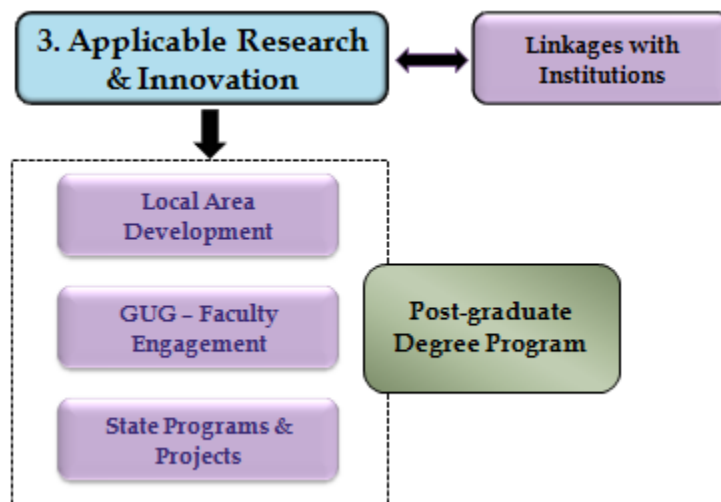 3. Applicable Research
& Innovation
Linkages with
Institutions
Local Area
Development
GUG – Faculty
Engagement
Post-graduate
Degree Program
State Programs &
Projects